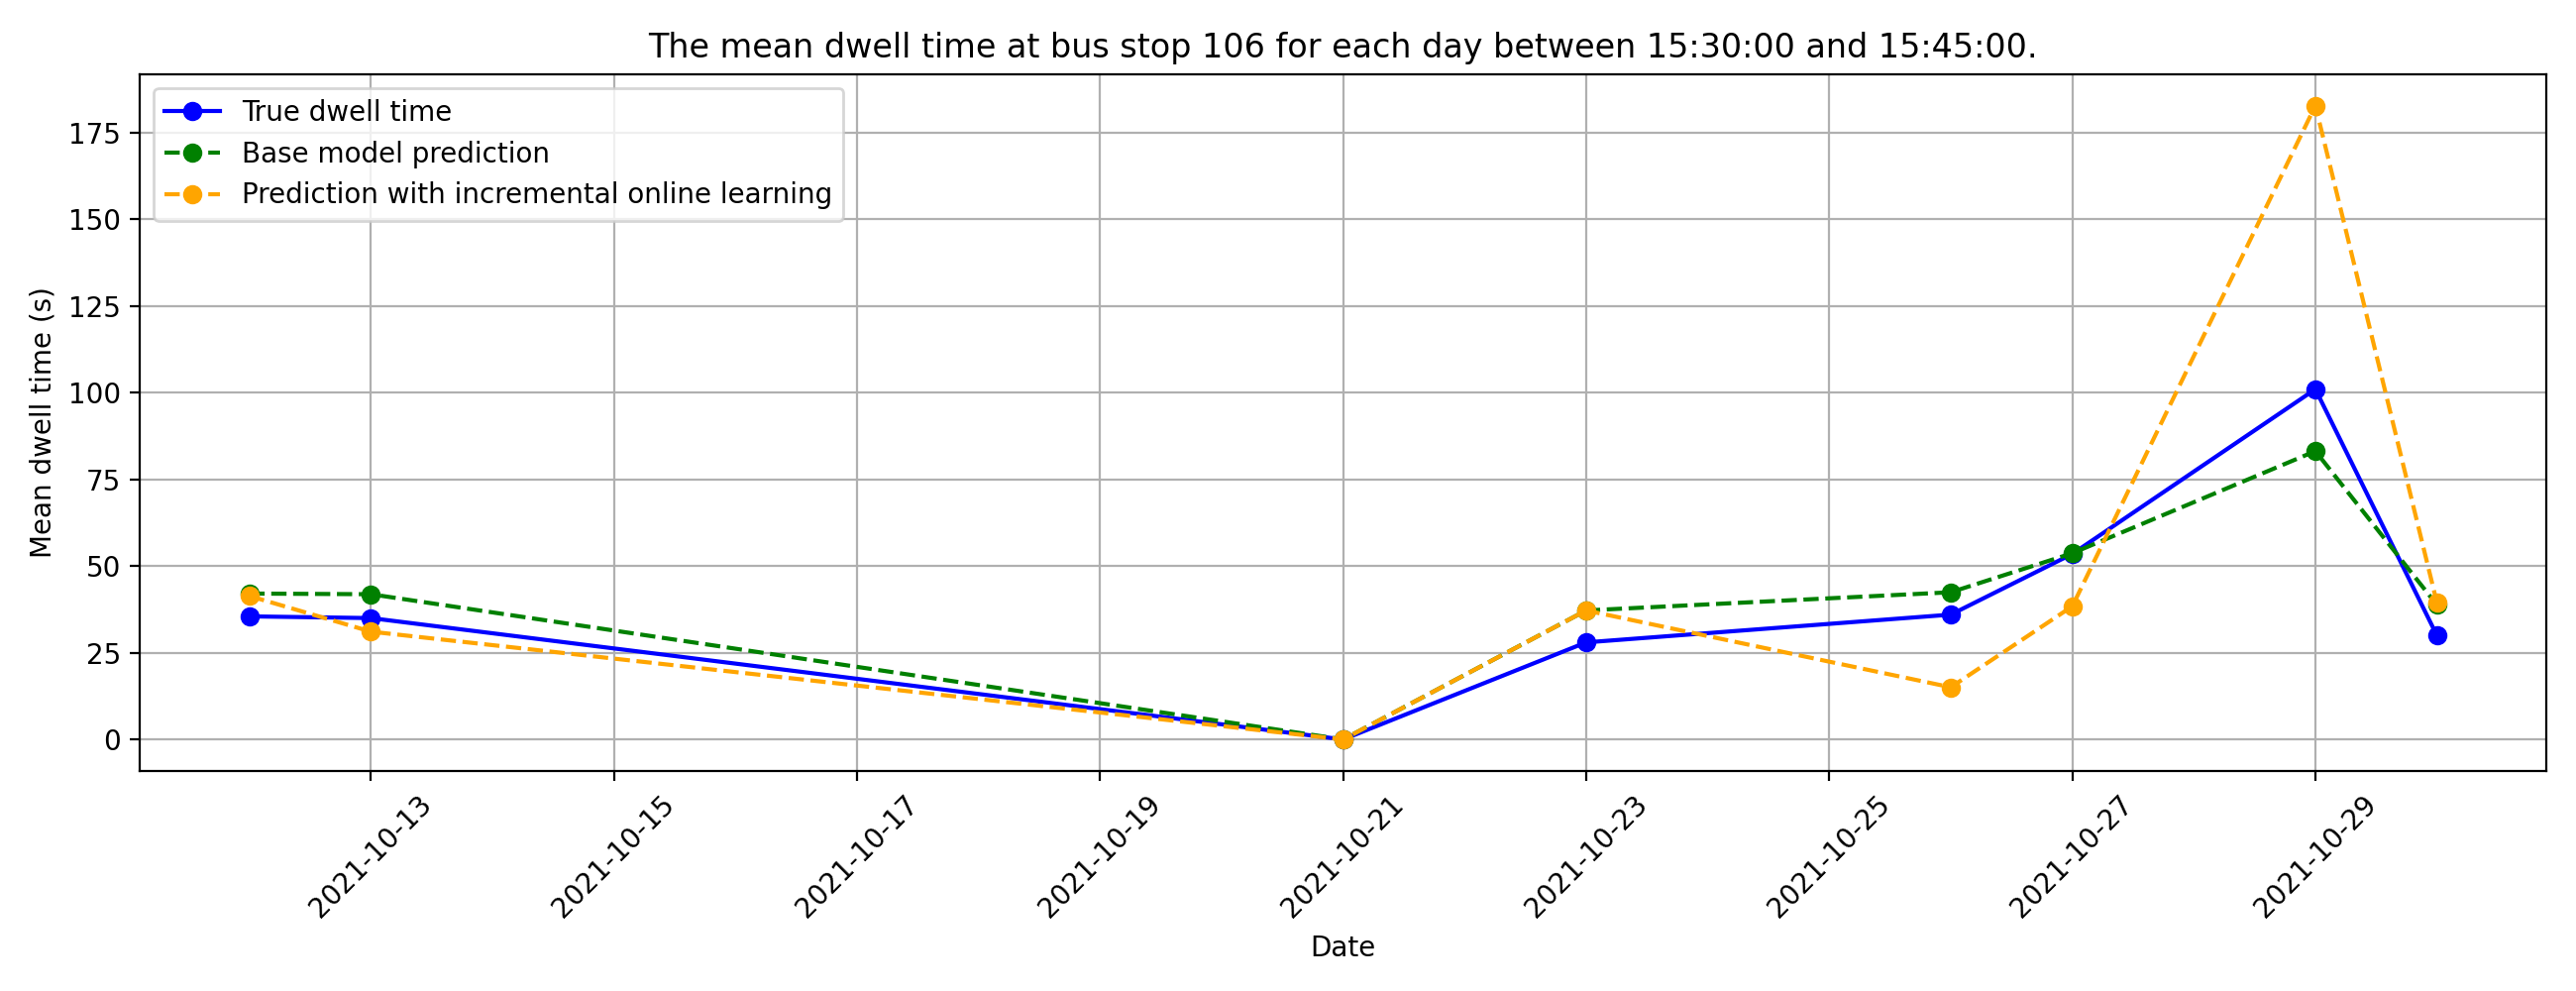 The mean dwell time at bus stop 106 for each day between 15:30:00 and 15:45:00.
True dwell time
Base model prediction
Prediction with incremental online learning
Mean dwell time (s)
175
150
125
100
75
50
25
0
2021-10-13
2021-10-15
2021-10-17
2021-10-19
2021-10-21
2021-10-23
2021-10-25
2021-10-27
2021-10-29
Date